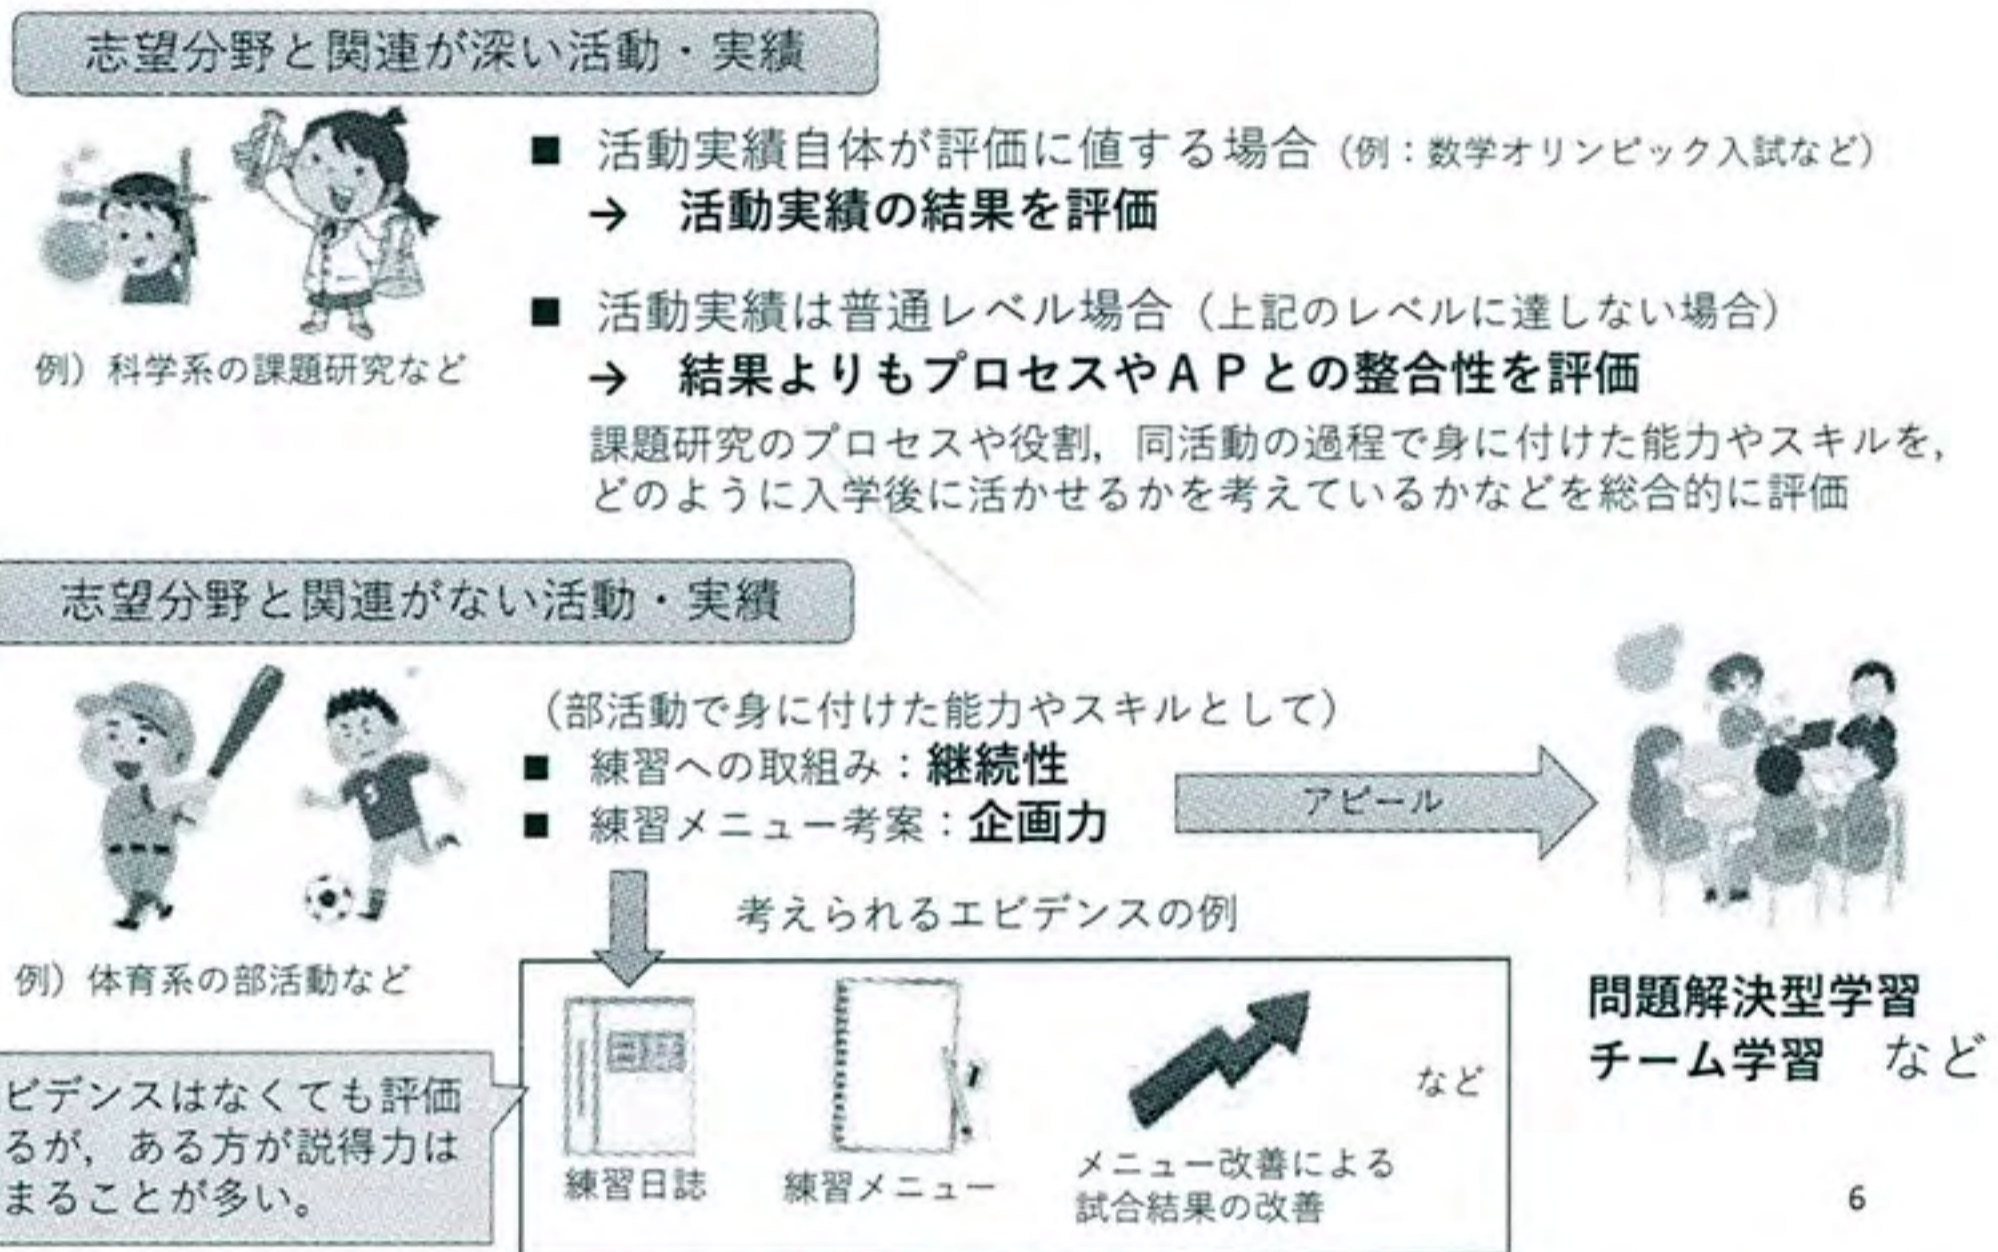 志望分野と関連が深い活動・実績
■ 活動実績自体が評価に値する場合（例：数学オリンピック入試など）
→ 活動実績の結果を評価
■ 活動実績は普通レベル場合（上記のレベルに達しない場合）
→ 結果よりもプロセスやＡＰとの整合性を評価
課題研究のプロセスや役割，同活動の過程で身に付けた能力やスキルを，
どのように入学後に活かせるかを考えているかなどを総合的に評価
例）科学系の課題研究など
志望分野と関連がない活動・実績
（部活動で身に付けた能力やスキルとして）
■ 練習への取組み：継続性
■ 練習メニュー考案：企画力
アピール
考えられるエビデンスの例
例）体育系の部活動など
ビデンスはなくても評価
るが，ある方が説得力は
まることが多い。
日誌
練習日誌
練習メニュー
メニュー改善による
試合結果の改善
など
問題解決型学習
チーム学習 など
6